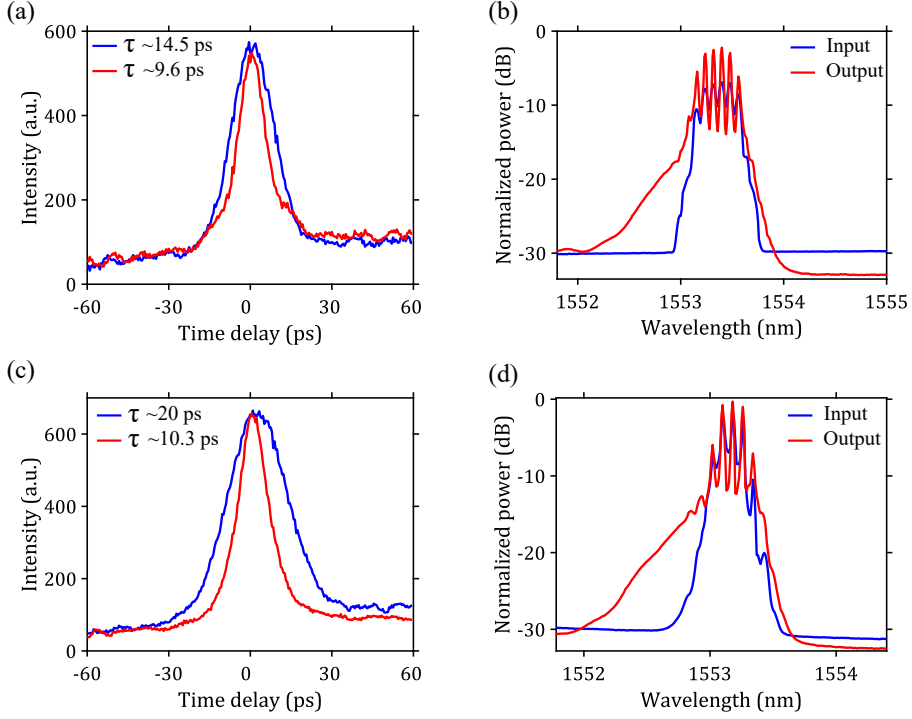 (a)
600
400
200
0
Intensity (a.u.)
τ ~14.5 ps
τ ~9.6 ps
-60
-30
0
30
60
Time delay (ps)
(b)
0
-10
-20
-30
Normalized power (dB)
Input
Output
1552
1553
1554
1555
Wavelength (nm)
(c)
600
400
200
0
Intensity (a.u.)
τ ~20 ps
τ ~10.3 ps
-60
-30
0
30
60
Time delay (ps)
(d)
0
-10
-20
-30
Normalized power (dB)
Input
Output
1552
1553
1554
Wavelength (nm)